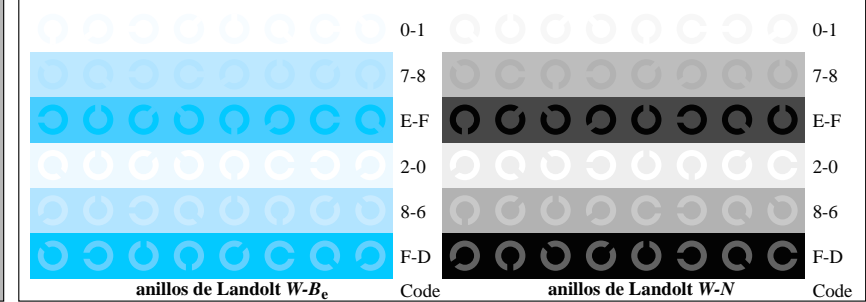 0-1
7-8
E-F
2-0
8-6
F-D
anillos de Landolt W-Be Code
0-1
7-8
E-F
2-0
8-6
F-D
anillos de Landolt W-N Code